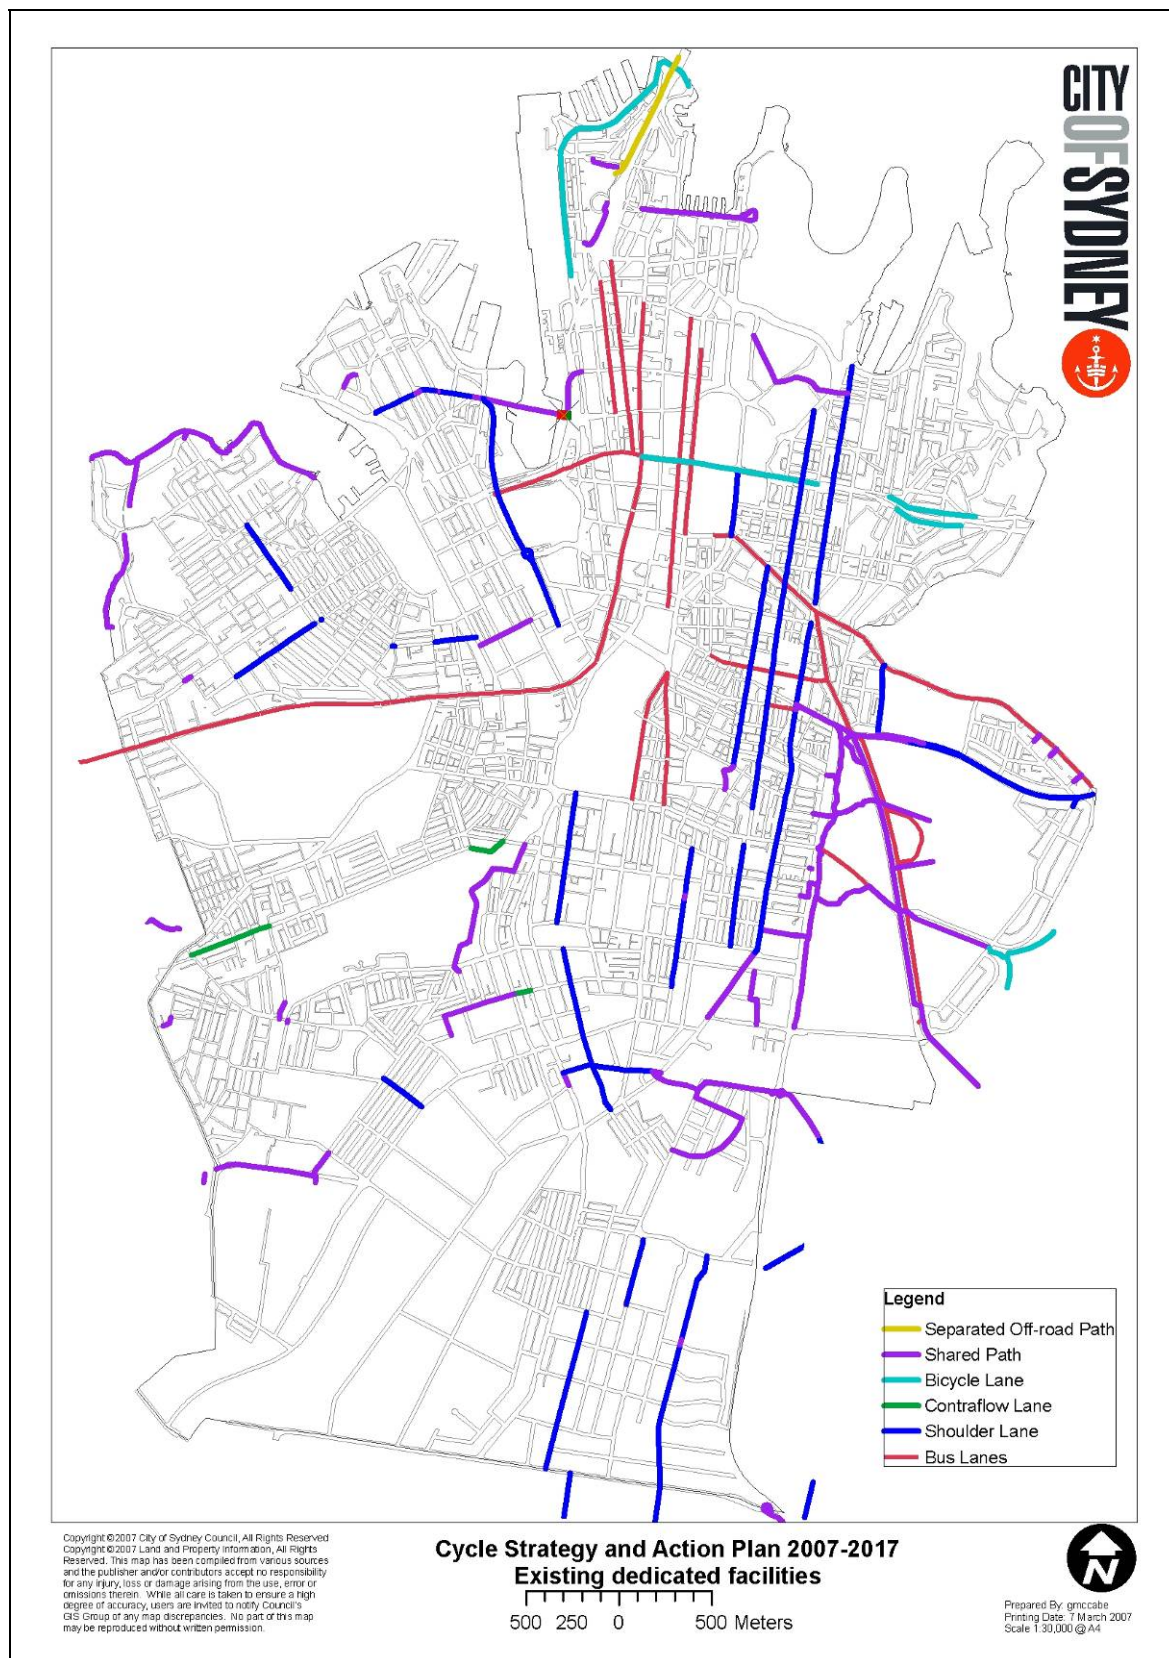 CITYOFSYDNEY
Legend
Separated Off-road Path
Shared Path
Bicycle Lane
Contraflow Lane
Shoulder Lane
Bus Lanes
Copyright ©2007 City of Sydney Council, All Rights Reserved
Copyright ©2007 Land and Property Information, All Rights
Reserved. This map has been compiled from various sources
and the publisher and/or contributors accept no responsibility
for any injury, loss or damage arising from the use, error or
omissions therein. While all care is taken to ensure a high
degree of accuracy, users are invited to notify Council's
GIS Group of any map discrepancies. No part of this map
may be reproduced without written permission.
Cycle Strategy and Action Plan 2007-2017
Existing dedicated facilities
500 250 0 500 Meters
N
Prepared By: gmccabe
Printing Date: 7 March 2007
Scale 1:30,000 @ A4